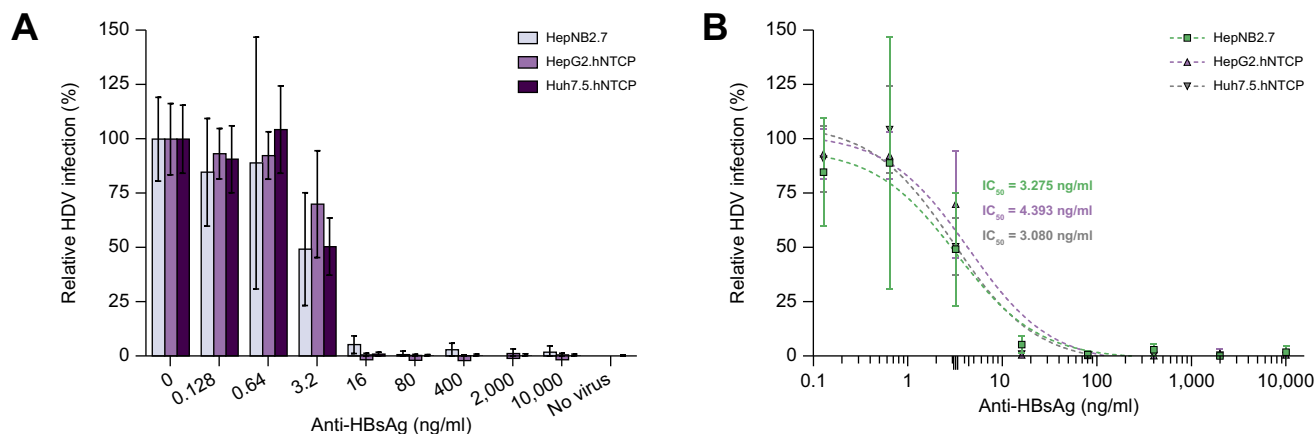 A
Relative HDV infection (%)
150
125
100
75
50
25
0
HepNB2.7
HepG2.hNTCP
Huh7.5.hNTCP
0 0.128 0.64 3.2 16 80 400 2,000 10,000 No virus
Anti-HBsAg (ng/ml)
B
Relative HDV infection (%)
150
125
100
75
50
25
0
HepNB2.7
HepG2.hNTCP
Huh7.5.hNTCP
IC50 = 3.275 ng/ml
IC50 = 4.393 ng/ml
IC50 = 3.080 ng/ml
0.1 1 10 100 1,000 10,000
Anti-HBsAg (ng/ml)